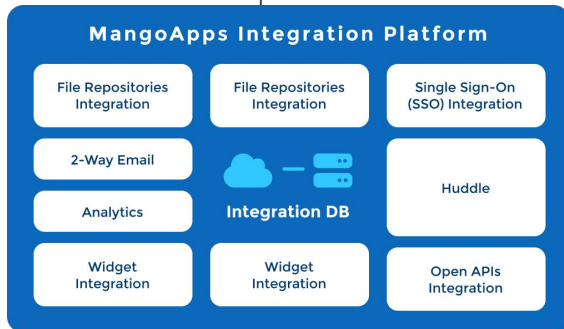 MangoApps Integration Platform
File Repositories
Integration
File Repositories
Integration
Single Sign-On
(SSO) Integration
2-Way Email
Analytics
Integration DB
Huddle
Widget
Integration
Widget
Integration
Open APIs
Integration